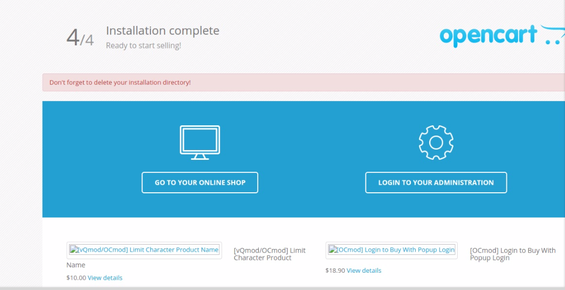 4/4
Installation complete
Ready to start selling!
opencart
Don't forget to delete your installation directory!
GO TO YOUR ONLINE SHOP
LOGIN TO YOUR ADMINISTRATION
[vQmod/OCmod] Limit Character Product Name
[vQmod/OCmod] Limit
Character Product
Name
$10.00 View details
[OCmod] Login to Buy With Popup Login
[OCmod] Login to Buy With
Popup Login
$18.90 View details